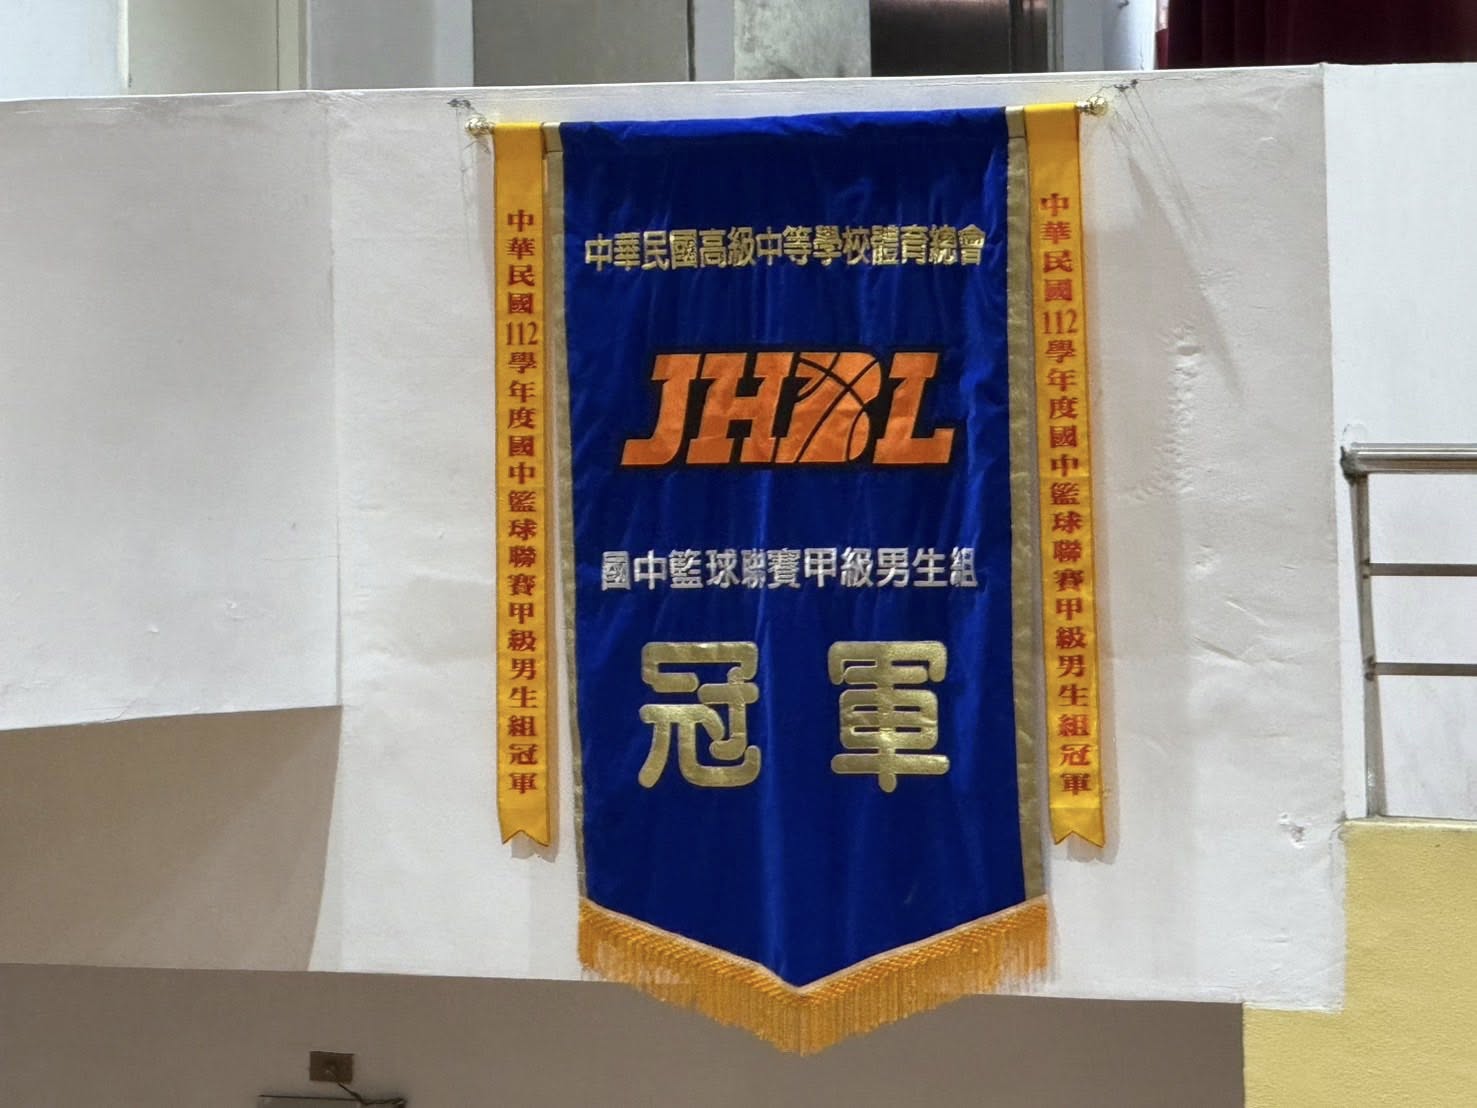 中華民國高級中等學校體育總會
JHBL
國中籃球聯賽甲級男生組
冠軍
中華民國112學年度國中籃球聯賽甲級男生組冠軍
中華民國112學年度國中籃球聯賽甲級男生組冠軍